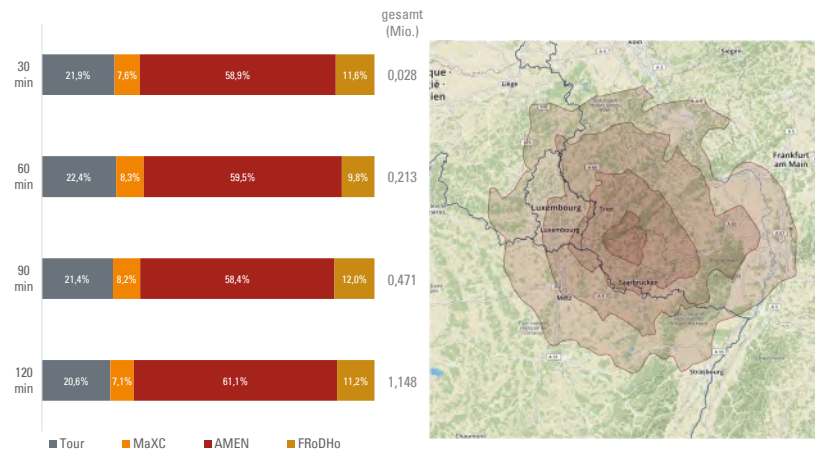 gesamt
(Mio.)
30
min
21,9%
7,6%
58,9%
11,6%
0,028
60
min
22,4%
8,3%
59,5%
9,8%
0,213
90
min
21,4%
8,2%
58,4%
12,0%
0,471
120
min
20,6%
7,1%
61,1%
11,2%
1,148
Tour
MaXC
AMEN
FRoDHo
Köln
Siegen
Liège
Frankfurt
am Main
Luxembourg
Trier
Luxembourg
Saarbrücken
Metz
Strasbourg
Chaumont